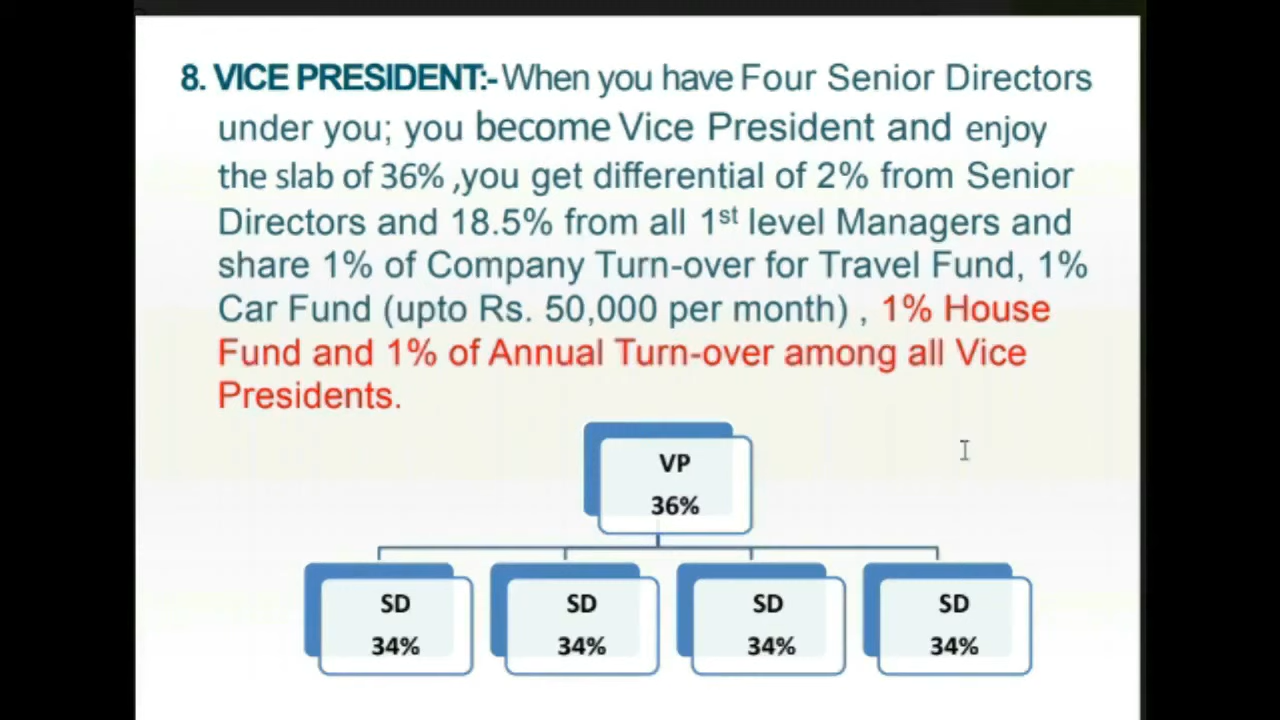 8. VICE PRESIDENT:- When you have Four Senior Directors
under you; you become Vice President and enjoy
the slab of 36% ,you get differential of 2% from Senior
Directors and 18.5% from all 1st level Managers and
share 1% of Company Turn-over for Travel Fund, 1%
Car Fund (upto Rs. 50,000 per month) , 1% House
Fund and 1% of Annual Turn-over among all Vice
Presidents.
VP
36%
SD SD SD SD
34% 34% 34% 34%